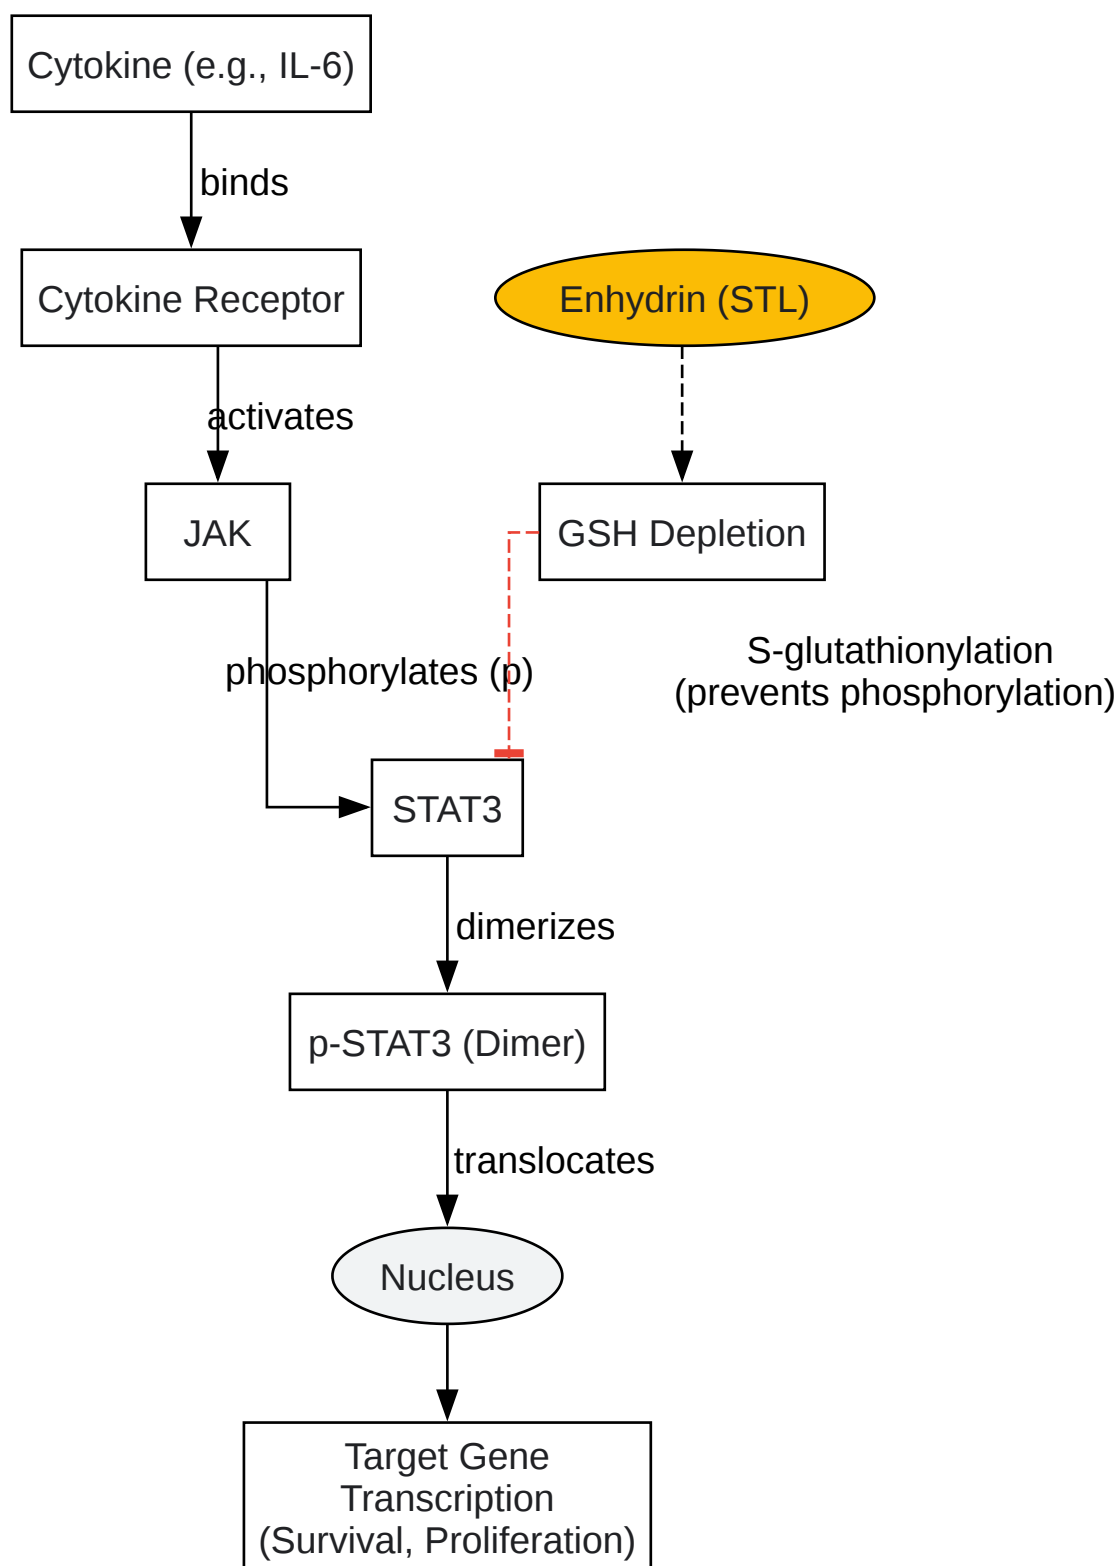 Cytokine (e.g., IL-6)
binds
Cytokine Receptor
Enhydrin (STL)
activates
JAK
GSH Depletion
phosphorylates (p)
S-glutathionylation
(prevents phosphorylation)
STAT3
dimerizes
p-STAT3 (Dimer)
translocates
Nucleus
Target Gene
Transcription
(Survival, Proliferation)